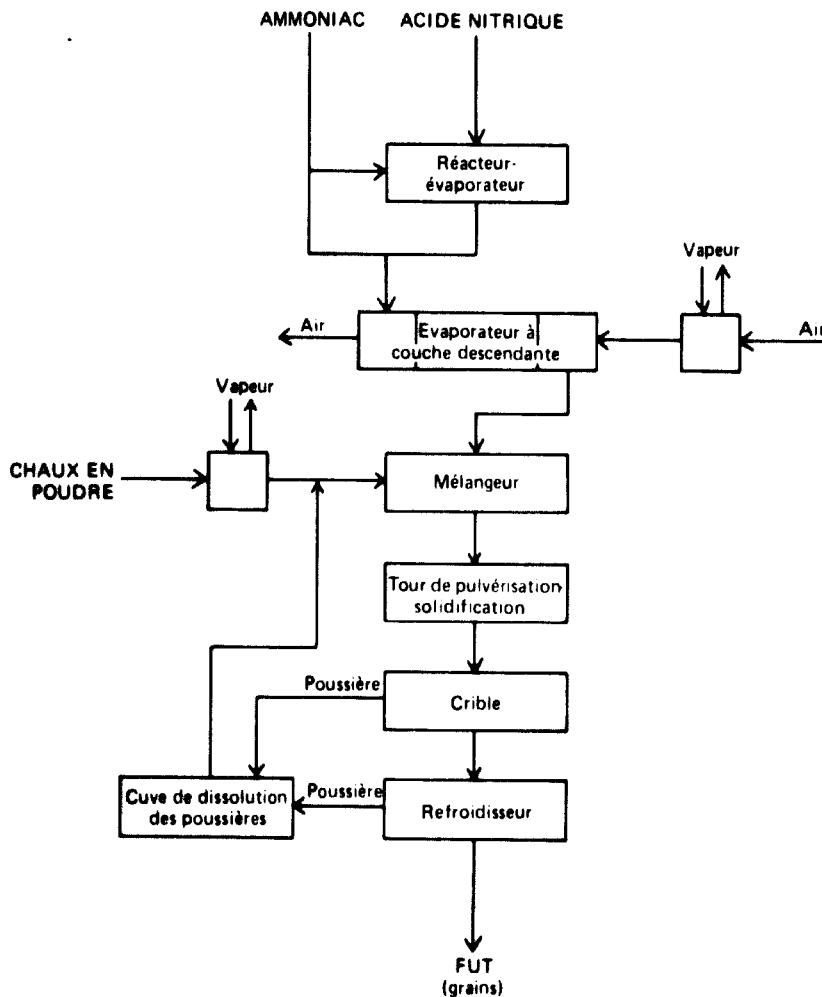 AMMONIAC
ACIDE NITRIQUE
Réacteur-
évaporateur
Vapeur
Air
Evaporateur à
couche descendante
Air
Vapeur
CHAUX EN
POUDRE
Mélangeur
Tour de pulvérisation
solidification
Poussière
Crible
Cuve de dissolution
des poussières
Poussière
Refroidisseur
FUT
(grains)